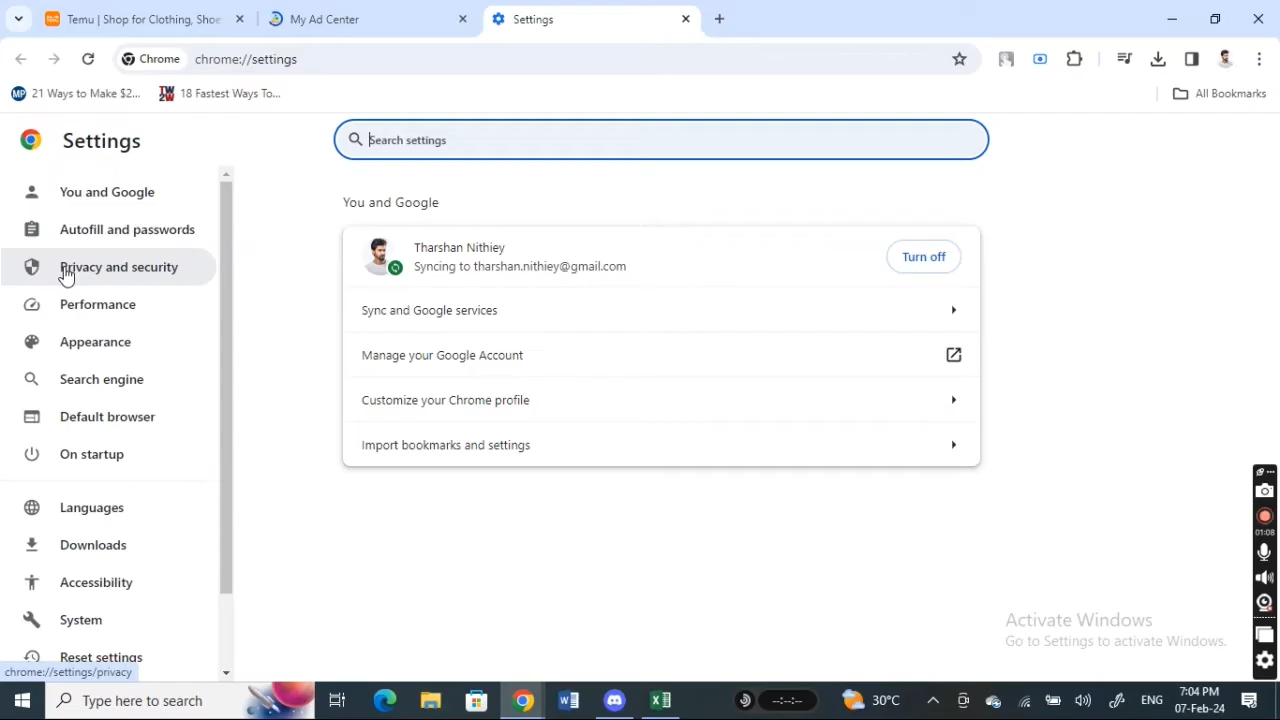 Temu | Shop for Clothing, Shoe
My Ad Center
Settings
Chrome
chrome://settings
21 Ways to Make $2...
18 Fastest Ways To...
All Bookmarks
Settings
Search settings
You and Google
Autofill and passwords
Privacy and security
Performance
Appearance
Search engine
Default browser
On startup
Languages
Downloads
Accessibility
System
Reset settings
chrome://settings/privacy
You and Google
Tharshan Nithiey
Syncing to tharshan.nithiey@gmail.com
Turn off
Sync and Google services
Manage your Google Account
Customize your Chrome profile
Import bookmarks and settings
01:08
Activate Windows
Go to Settings to activate Windows.
Type here to search
--:--:--
30°C
ENG
7:04 PM
07-Feb-24